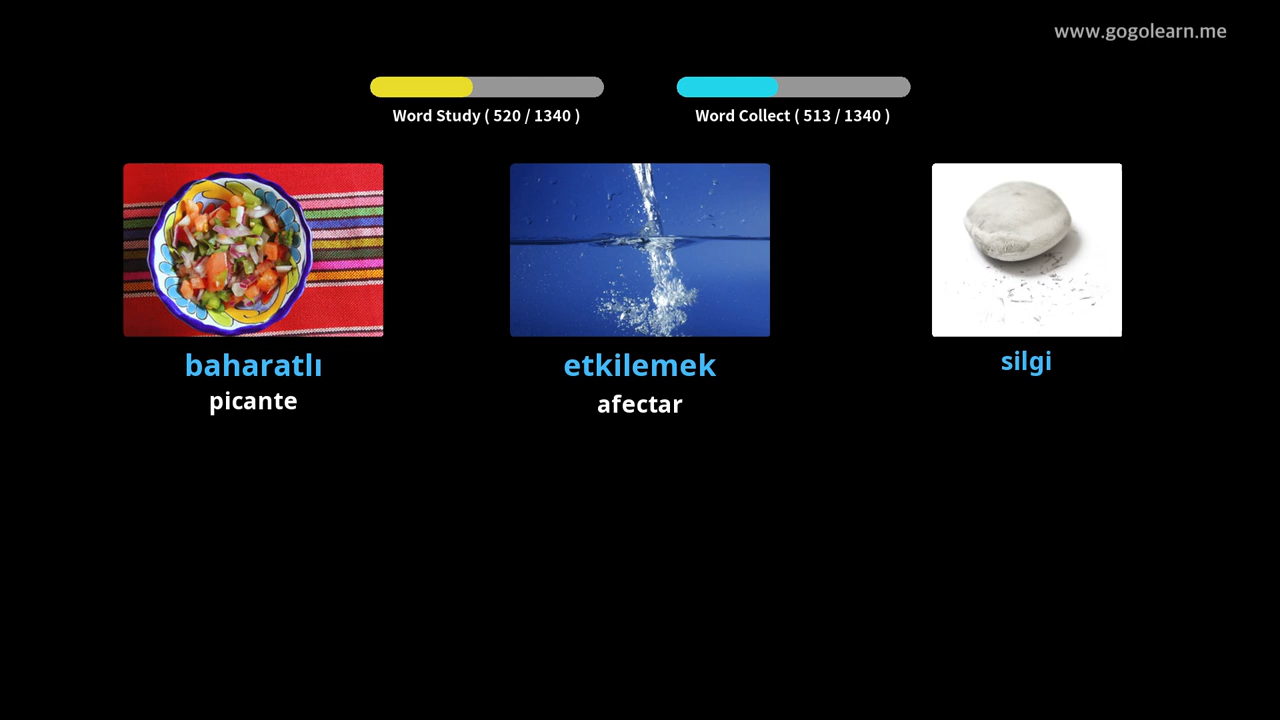 www.gogolearn.me
Word Study ( 520 / 1340 )
Word Collect ( 513 / 1340 )
baharatlı
picante
etkilemek
afectar
silgi